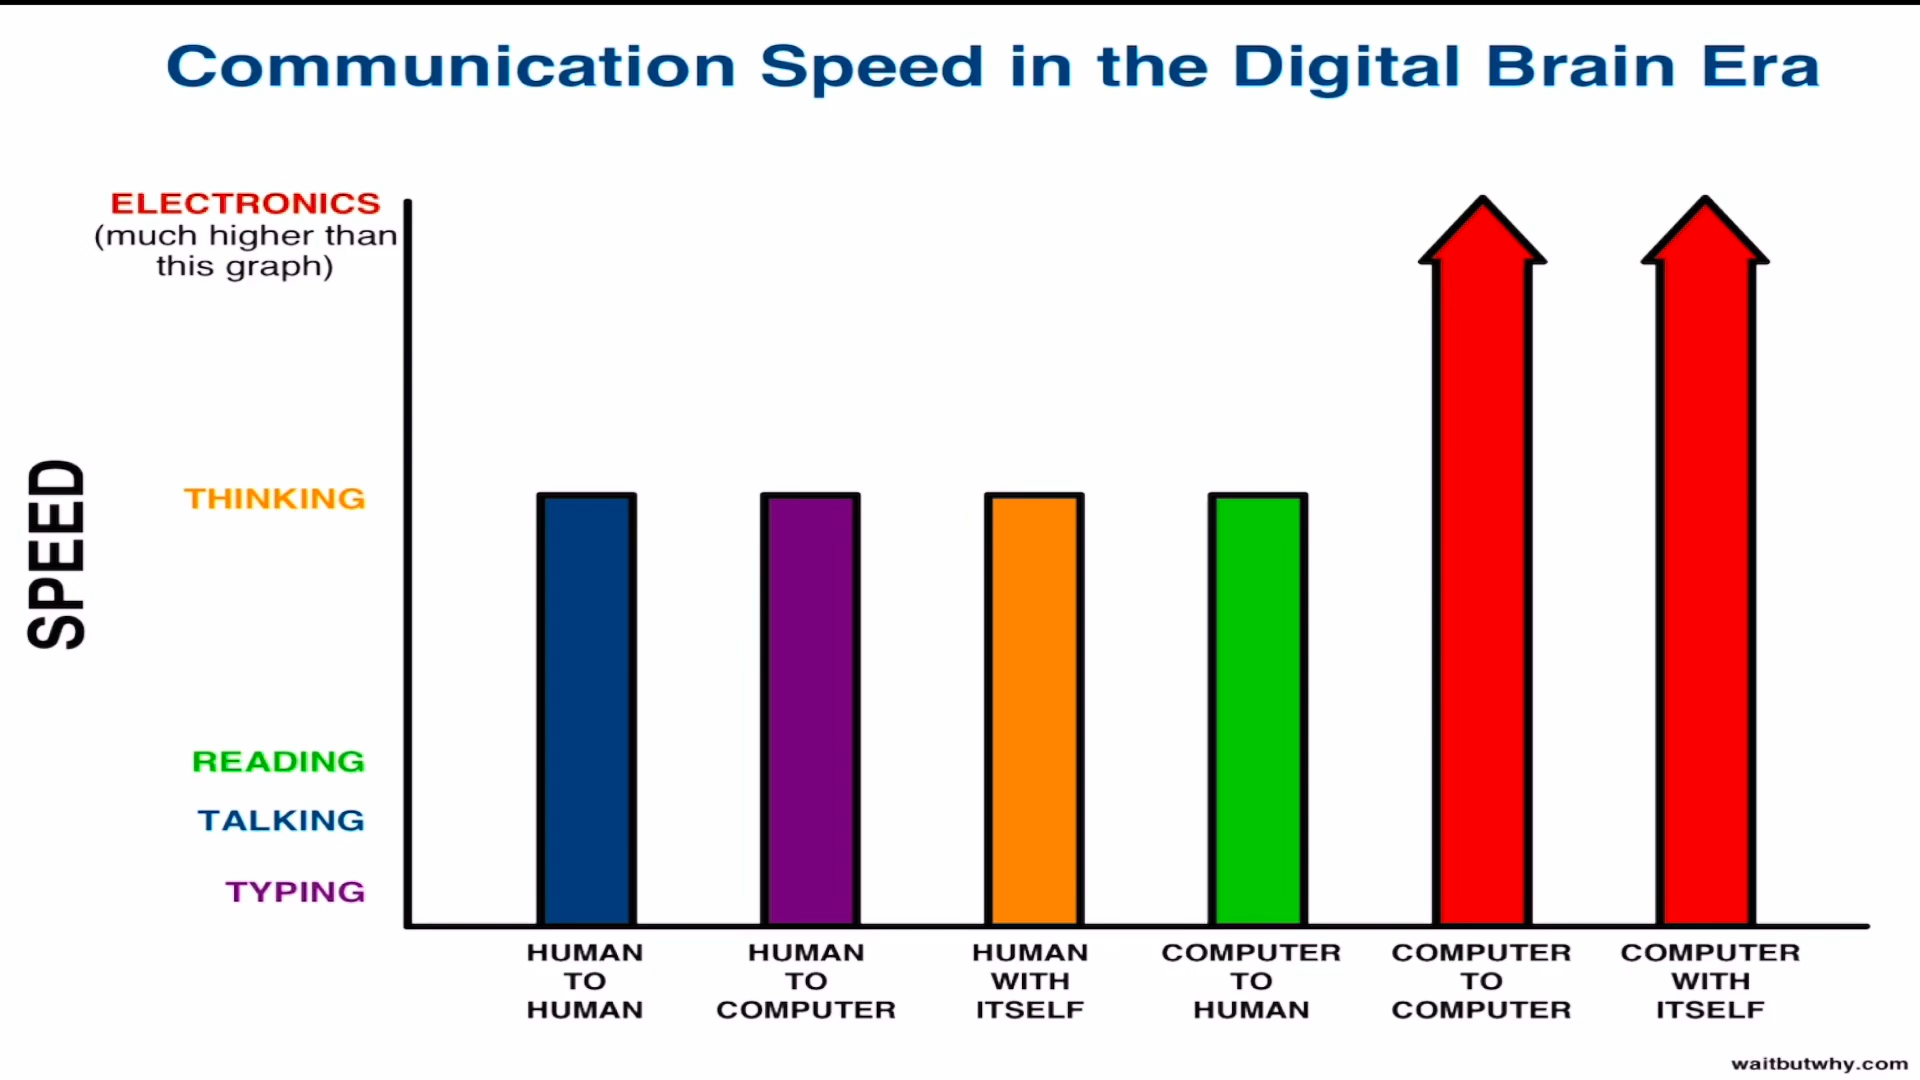 Communication Speed in the Digital Brain Era
ELECTRONICS
(much higher than
this graph)
SPEED
THINKING
READING
TALKING
TYPING
HUMAN
TO
HUMAN
HUMAN
TO
COMPUTER
HUMAN
WITH
ITSELF
COMPUTER
TO
HUMAN
COMPUTER
TO
COMPUTER
COMPUTER
WITH
ITSELF
waitbutwhy.com